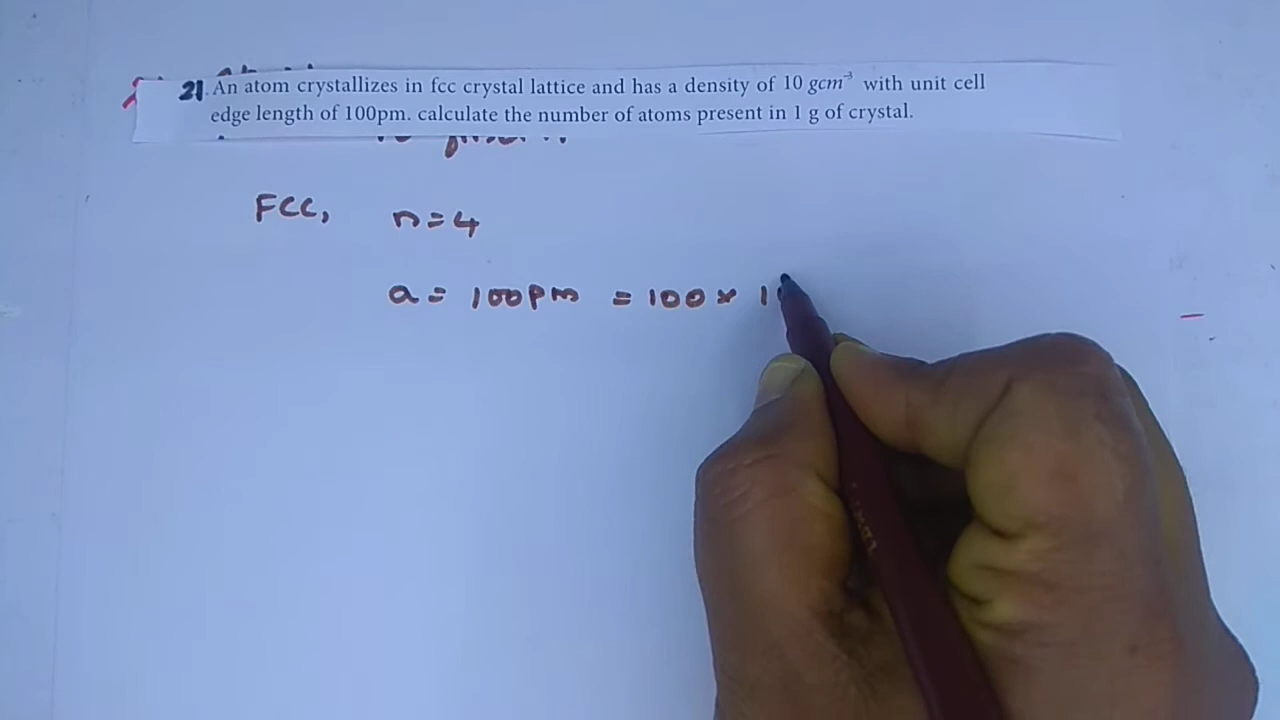 21. An atom crystallizes in fcc crystal lattice and has a density of 10 gcm⁻³ with unit cell
edge length of 100pm. calculate the number of atoms present in 1 g of crystal.
FCC, n=4
a = 100pm = 100 × 10